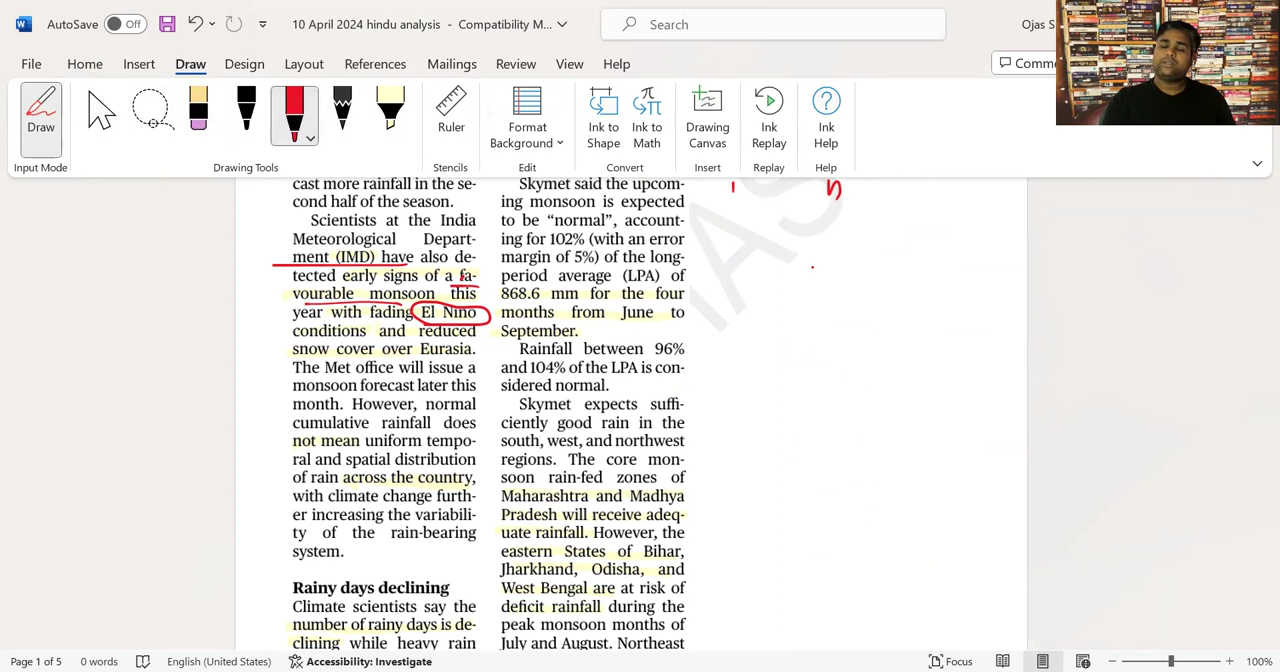 AutoSave Off 10 April 2024 hindu analysis - Compatibility M... Search Ojas S
File Home Insert Draw Design Layout References Mailings Review View Help Comme
Draw Ruler Format Background Ink to Shape Ink to Math Drawing Canvas Ink Replay Ink Help
Input Mode Drawing Tools Stencils Edit Convert Insert Replay Help
cast more rainfall in the se-
cond half of the season.
Scientists at the India
Meteorological Depart-
ment (IMD) have also de-
tected early signs of a fa-
vourable monsoon this
year with fading El Nino
conditions and reduced
snow cover over Eurasia.
The Met office will issue a
monsoon forecast later this
month. However, normal
cumulative rainfall does
not mean uniform tempo-
ral and spatial distribution
of rain across the country,
with climate change furth-
er increasing the variabili-
ty of the rain-bearing
system.
Rainy days declining
Climate scientists say the
number of rainy days is de-
clining while heavy rain
Skymet said the upcom-
ing monsoon is expected
to be “normal”, account-
ing for 102% (with an error
margin of 5%) of the long-
period average (LPA) of
868.6 mm for the four
months from June to
September.
Rainfall between 96%
and 104% of the LPA is con-
sidered normal.
Skymet expects suffi-
ciently good rain in the
south, west, and northwest
regions. The core mon-
soon rain-fed zones of
Maharashtra and Madhya
Pradesh will receive adeq-
uate rainfall. However, the
eastern States of Bihar,
Jharkhand, Odisha, and
West Bengal are at risk of
deficit rainfall during the
peak monsoon months of
July and August. Northeast
IAS
Page 1 of 5 0 words English (United States) Accessibility: Investigate Focus 100%